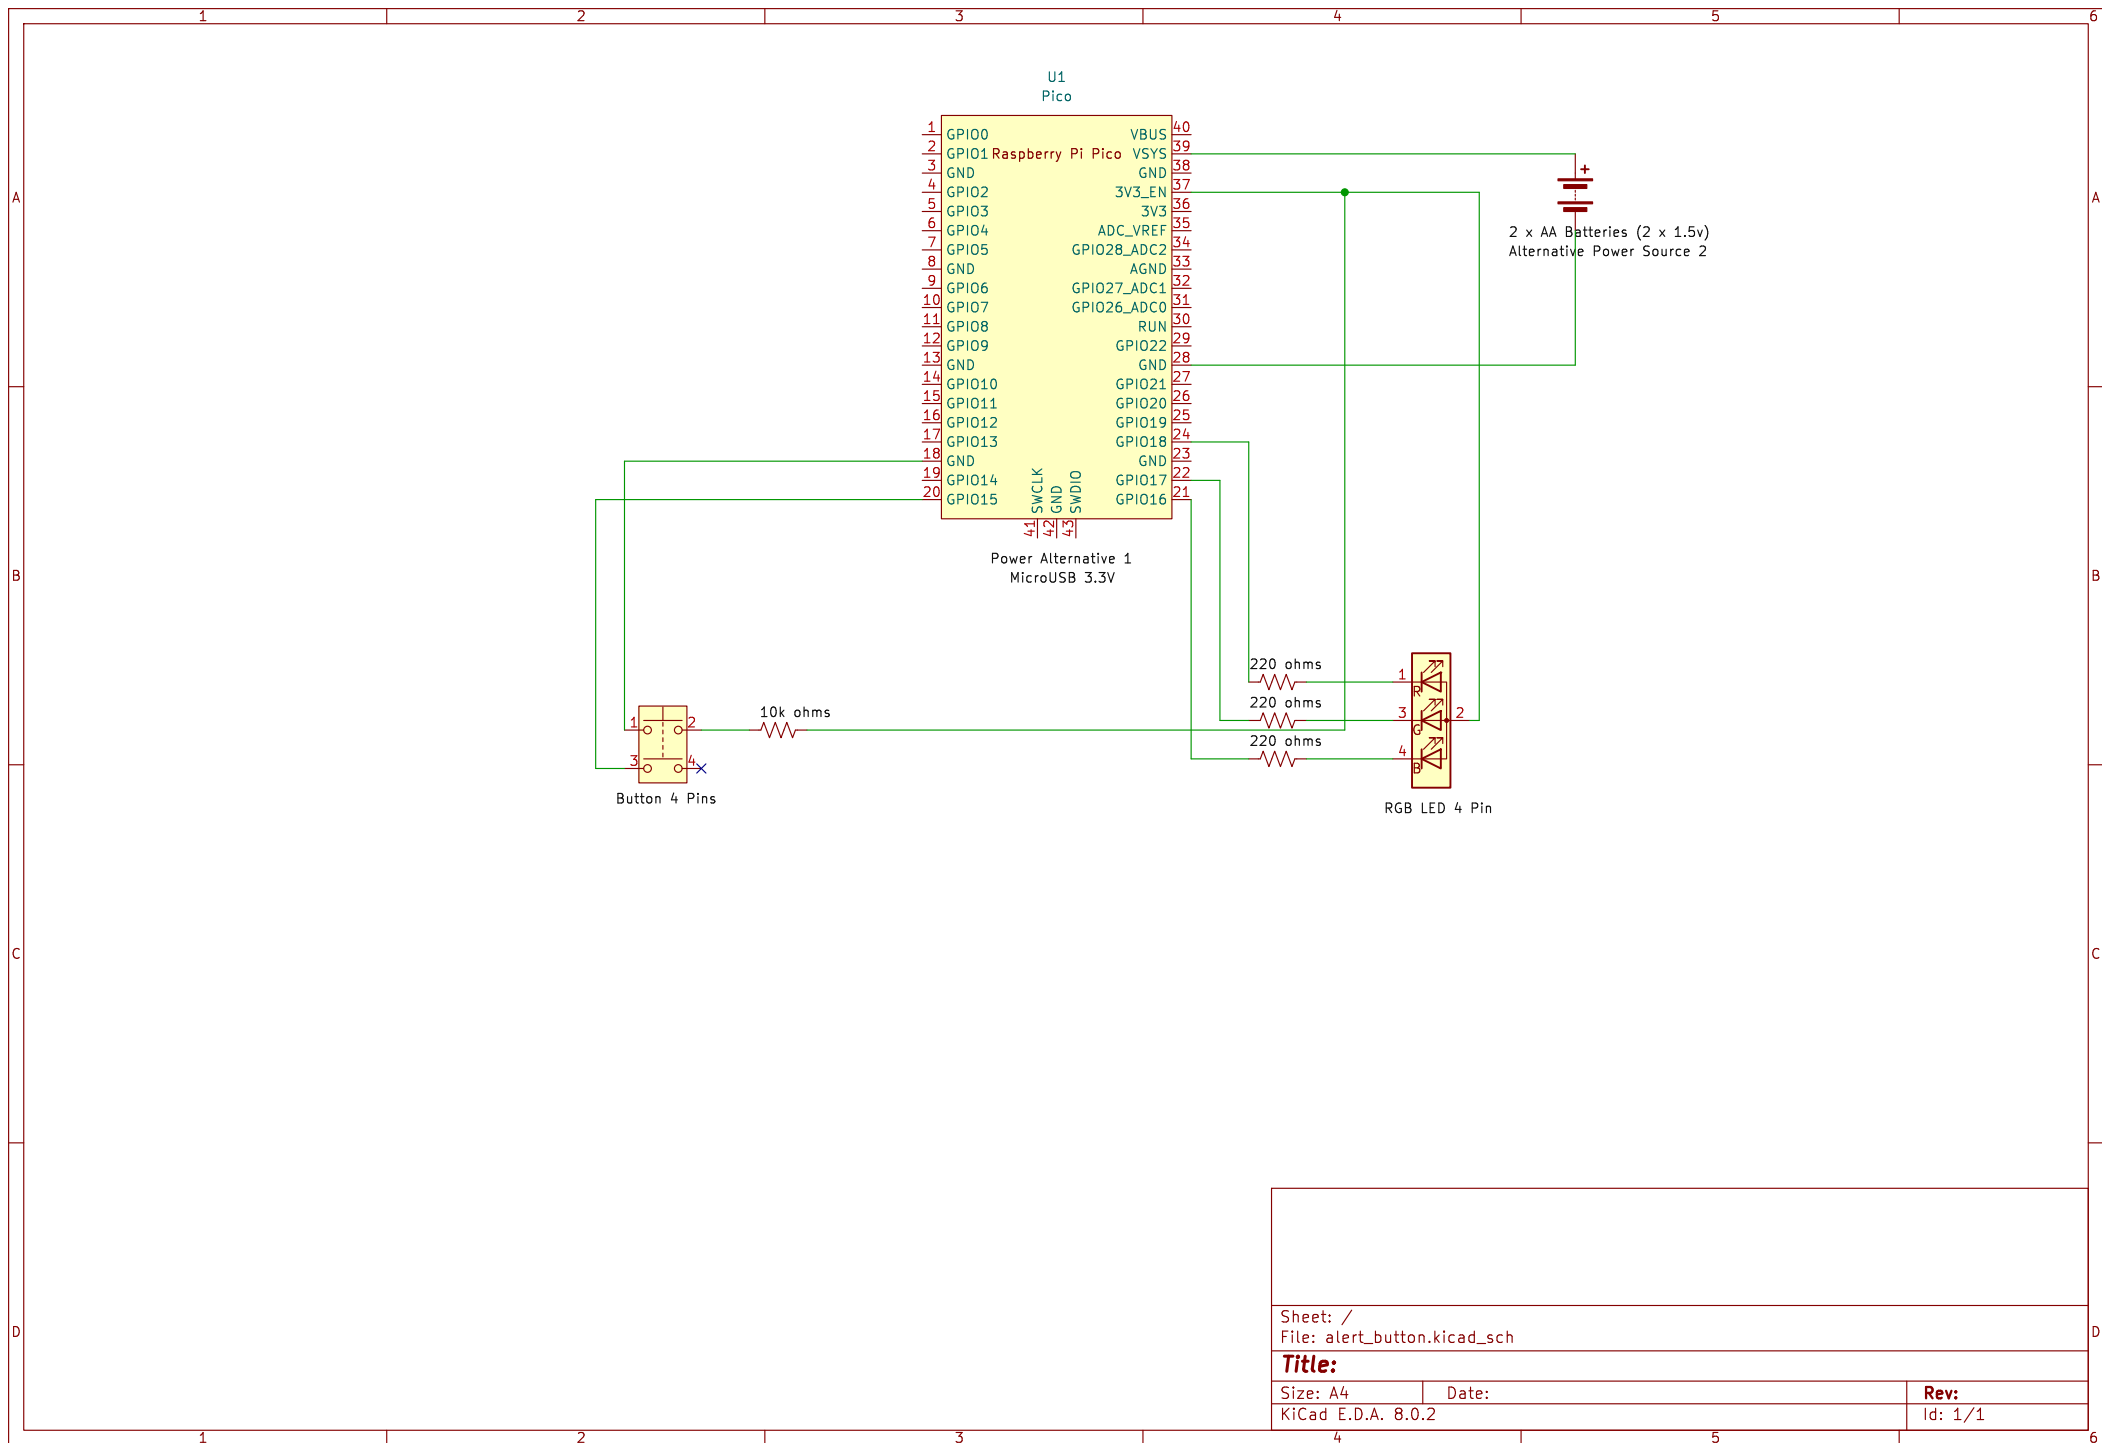 1 2 3 4 5 6
U1
Pico
Raspberry Pi Pico
1 GPIO0
2 GPIO1
3 GND
4 GPIO2
5 GPIO3
6 GPIO4
7 GPIO5
8 GND
9 GPIO6
10 GPIO7
11 GPIO8
12 GPIO9
13 GND
14 GPIO10
15 GPIO11
16 GPIO12
17 GPIO13
18 GND
19 GPIO14
20 GPIO15
VBUS 40
VSYS 39
GND 38
3V3_EN 37
3V3 36
ADC_VREF 35
GPIO28_ADC2 34
AGND 33
GPIO27_ADC1 32
GPIO26_ADC0 31
RUN 30
GPIO22 29
GND 28
GPIO21 27
GPIO20 26
GPIO19 25
GPIO18 24
GND 23
GPIO17 22
GPIO16 21
SWCLK 41
GND 42
SWDIO 43
Power Alternative 1
MicroUSB 3.3V
+
2 x AA Batteries (2 x 1.5v)
Alternative Power Source 2
220 ohms
220 ohms
220 ohms
1 R
3 G 2
4 B
RGB LED 4 Pin
10k ohms
1 2
3 4
Button 4 Pins
A A
B B
C C
D D
Sheet: /
File: alert_button.kicad_sch
Title:
Size: A4 Date: Rev:
KiCad E.D.A. 8.0.2 Id: 1/1
1 2 3 4 5 6